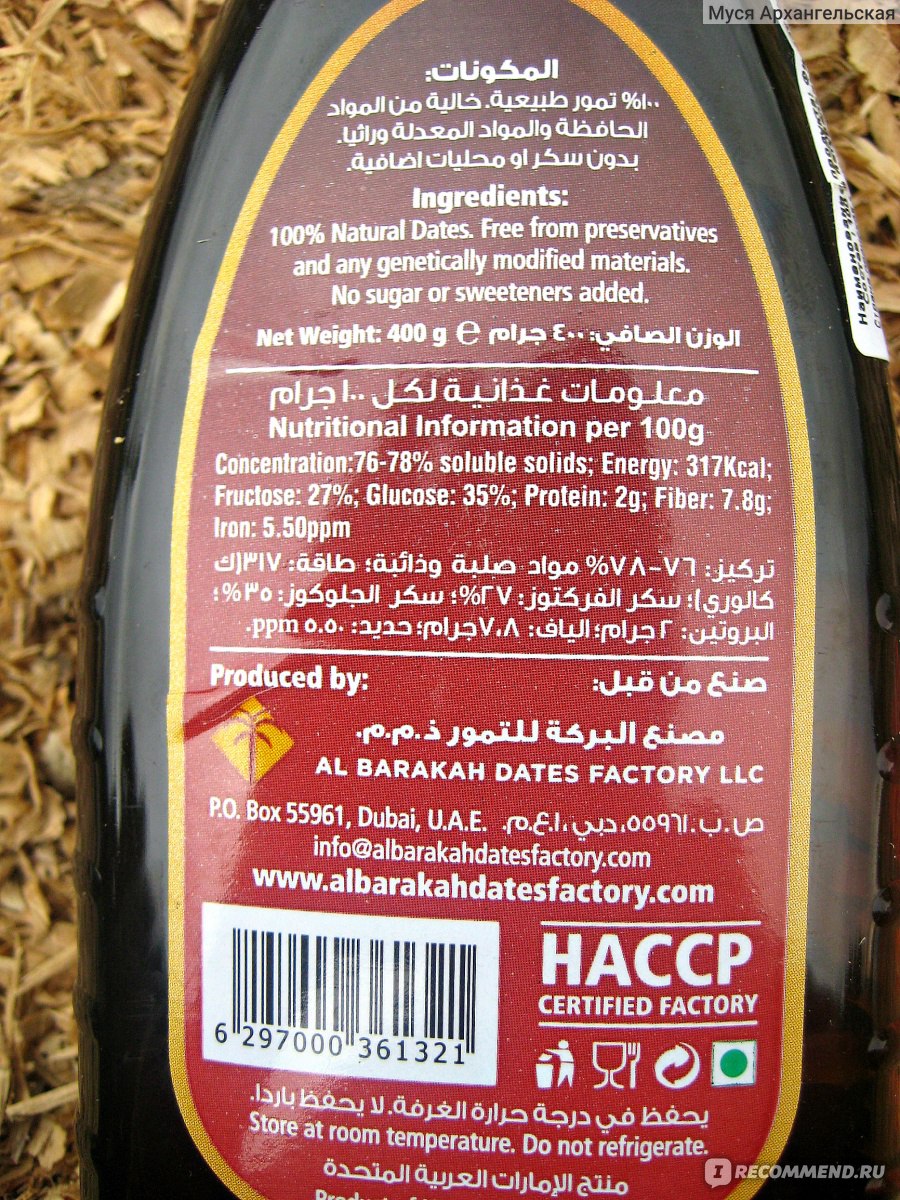 Муся Архангельская
المكونات:
١٠٠% تمور طبيعية. خالية من المواد
الحافظة والمواد المعدلة وراثيا.
بدون سكر او محليات اضافية.
Ingredients:
100% Natural Dates. Free from preservatives
and any genetically modified materials.
No sugar or sweeteners added.
Net Weight: 400 g ℮ الوزن الصافي: ٤٠٠ جرام
معلومات غذائية لكل ١٠٠ جرام
Nutritional Information per 100g
Concentration:76-78% soluble solids; Energy: 317Kcal;
Fructose: 27%; Glucose: 35%; Protein: 2g; Fiber: 7.8g;
Iron: 5.50ppm
تركيز: ٧٦-٧٨% مواد صلبة وذائبة؛ طاقة: ٣١٧(ك
كالوري)؛ سكر الفركتوز: ٢٧%؛ سكر الجلوكوز: ٣٥%؛
البروتين: ٢ جرام؛ الياف: ٧،٨ جرام؛ حديد: ٥،٥٠ ppm.
Produced by: صنع من قبل:
مصنع البركة للتمور ذ.م.م.
AL BARAKAH DATES FACTORY LLC
P.O. Box 55961, Dubai, U.A.E. ص.ب. ٥٥٩٦١، دبي، ا.ع.م.
info@albarakahdatesfactory.com
www.albarakahdatesfactory.com
HACCP
CERTIFIED FACTORY
6 297000 361321
يحفظ في درجة حرارة الغرفة. لا يحفظ باردا.
Store at room temperature. Do not refrigerate.
منتج الإمارات العربية المتحدة
Produced
Наименование
IRECOMMEND.RU